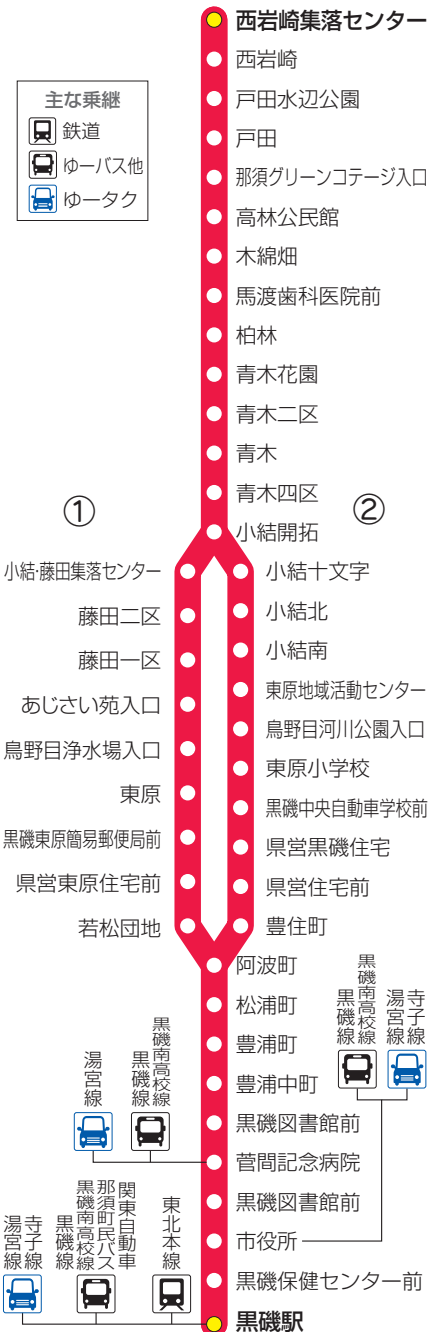 西岩崎集落センター
西岩崎
戸田水辺公園
戸田
那須グリーンコテージ入口
高林公民館
木綿畑
馬渡歯科医院前
柏林
青木花園
青木二区
青木
青木四区
小結開拓
主な乗継
鉄道
ゆーバス他
ゆータク
①
小結・藤田集落センター
藤田二区
藤田一区
あじさい苑入口
鳥野目浄水場入口
東原
黒磯東原簡易郵便局前
県営東原住宅前
若松団地
②
小結十文字
小結北
小結南
東原地域活動センター
鳥野目河川公園入口
東原小学校
黒磯中央自動車学校前
県営黒磯住宅
県営住宅前
豊住町
阿波町
松浦町
豊浦町
豊浦中町
黒磯図書館前
菅間記念病院
黒磯図書館前
市役所
黒磯保健センター前
黒磯駅
黒磯南高校線
黒磯線
寺子線
湯宮線
黒磯南高校線
黒磯線
湯宮線
東北本線
関東自動車
那須町民バス
黒磯南高校線
黒磯線
寺子線
湯宮線